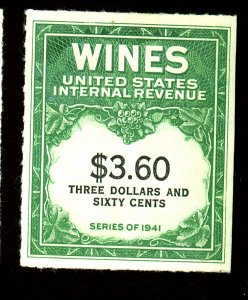 WINES
UNITED STATES
INTERNAL REVENUE
$3.60
THREE DOLLARS AND
SIXTY CENTS
SERIES OF 1941